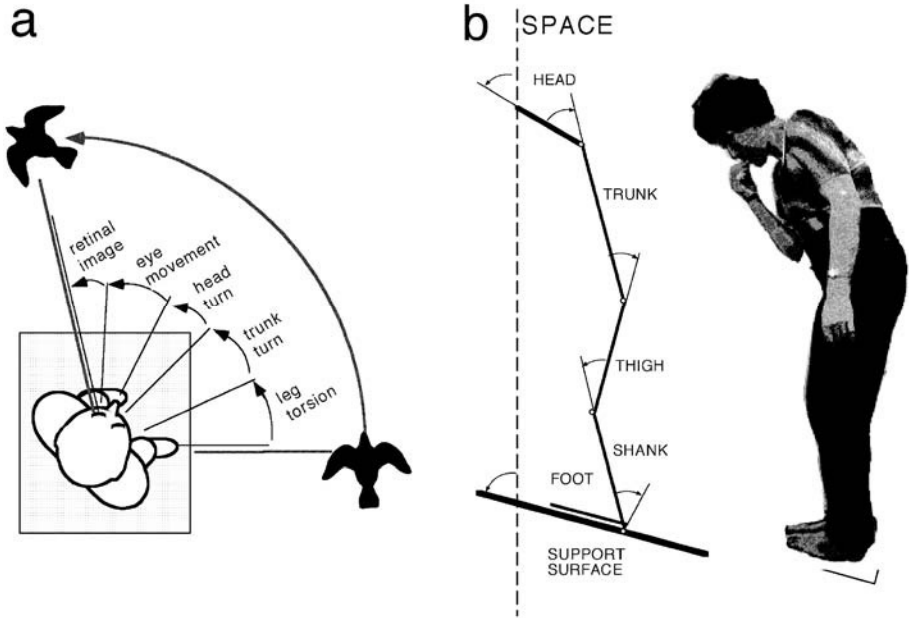 a
retinal
image
eye
movement
head
turn
trunk
turn
leg
torsion
b
SPACE
HEAD
TRUNK
THIGH
SHANK
FOOT
SUPPORT
SURFACE